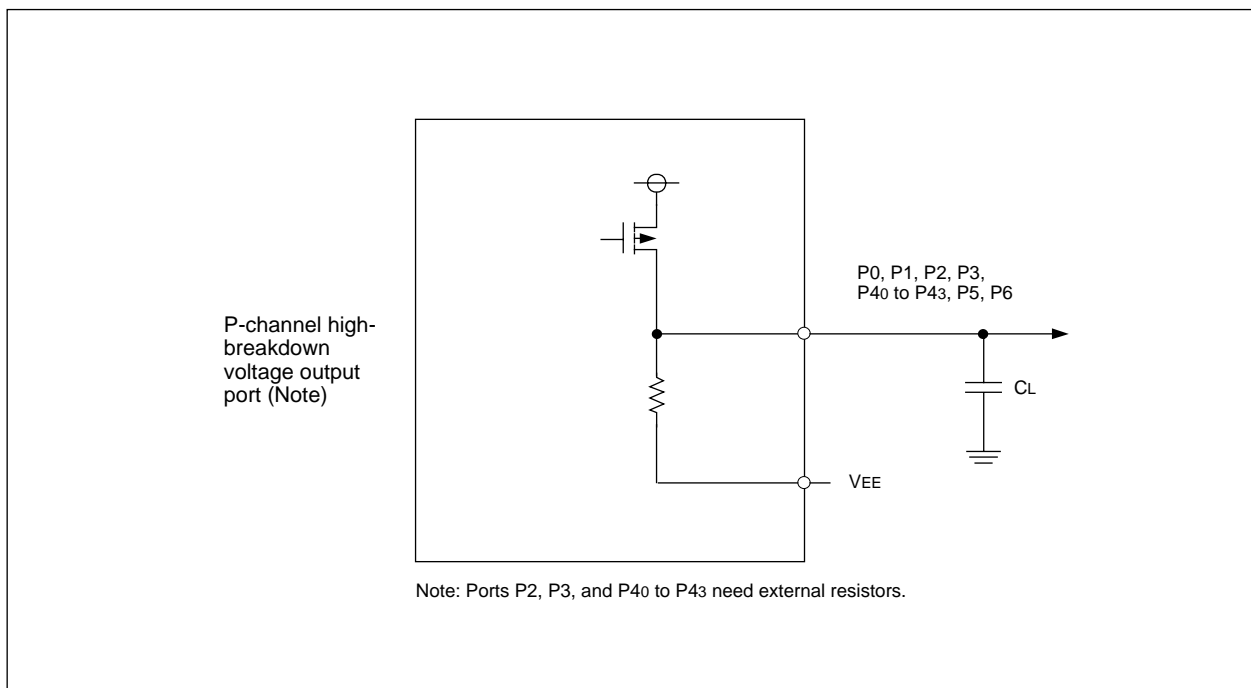 P-channel high-
breakdown
voltage output
port (Note)
P0, P1, P2, P3,
P40 to P43, P5, P6
CL
VEE
Note: Ports P2, P3, and P40 to P43 need external resistors.